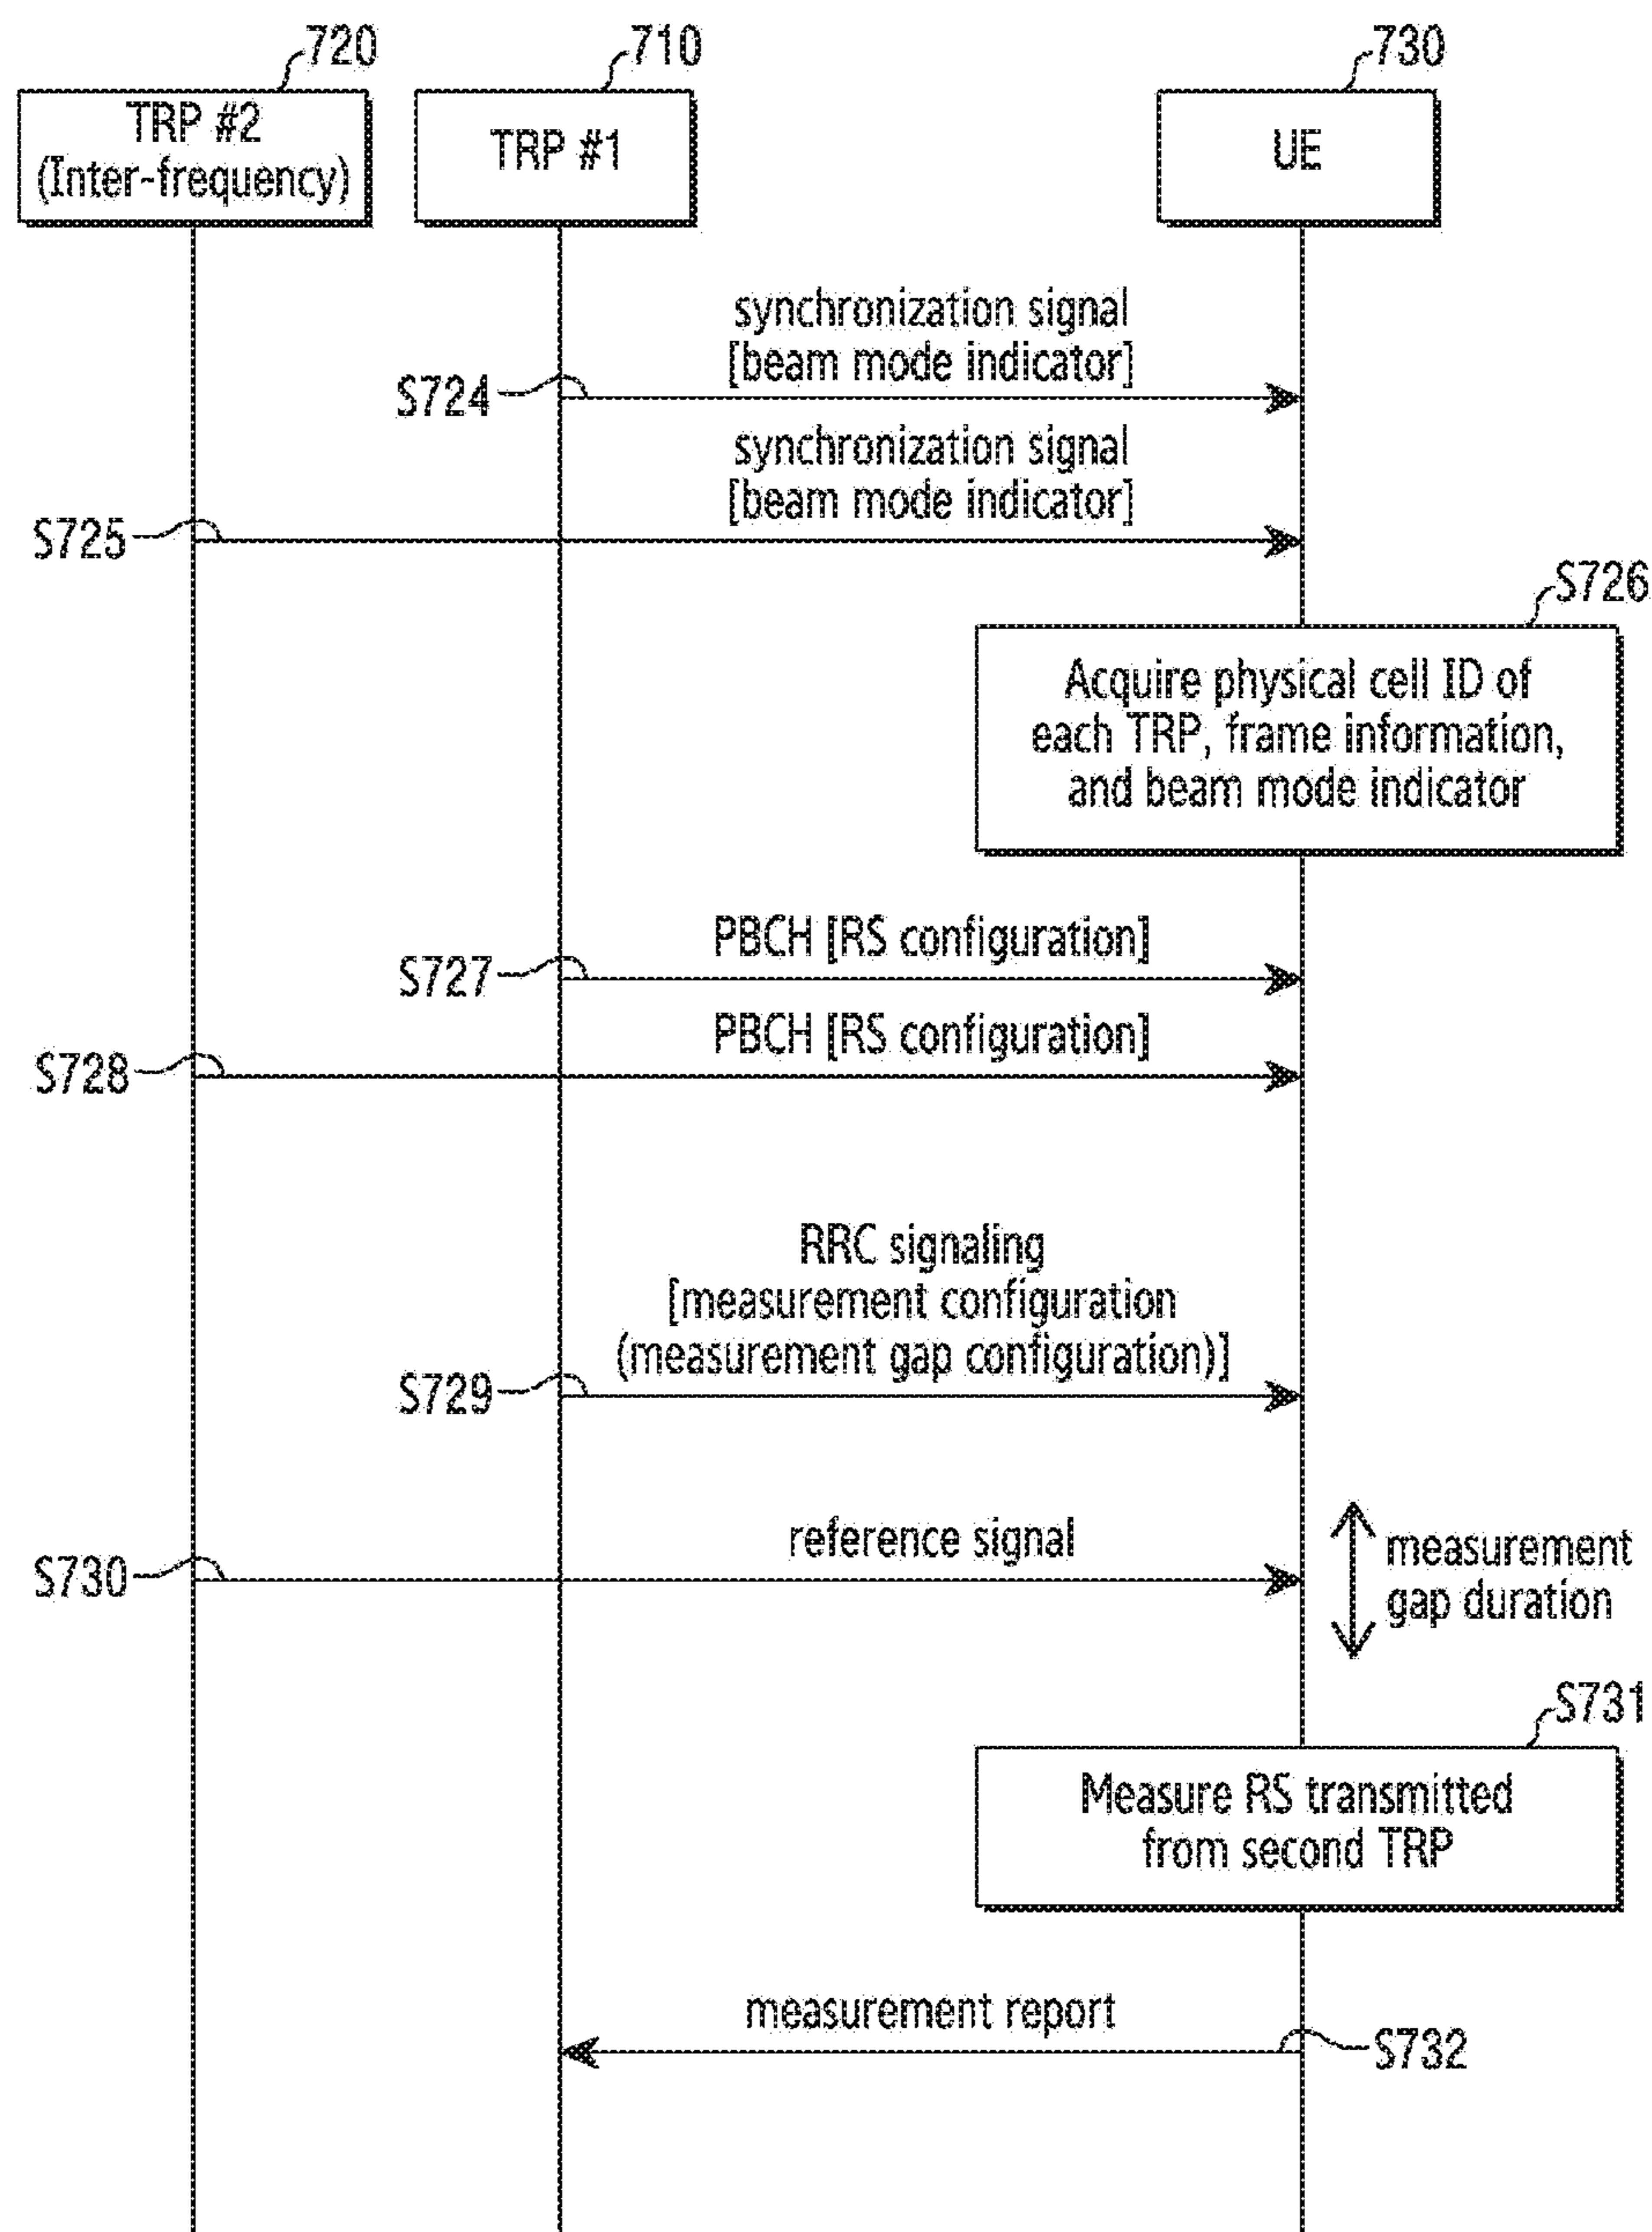 720
710
730
TRP #2
(Inter-frequency)
TRP #1
UE
synchronization signal
[beam mode indicator]
S724
synchronization signal
[beam mode indicator]
S725
S726
Acquire physical cell ID of
each TRP, frame information,
and beam mode indicator
PBCH [RS configuration]
S727
PBCH [RS configuration]
S728
RRC signaling
[measurement configuration
(measurement gap configuration)]
S729
reference signal
S730
measurement
gap duration
S731
Measure RS transmitted
from second TRP
measurement report
S732